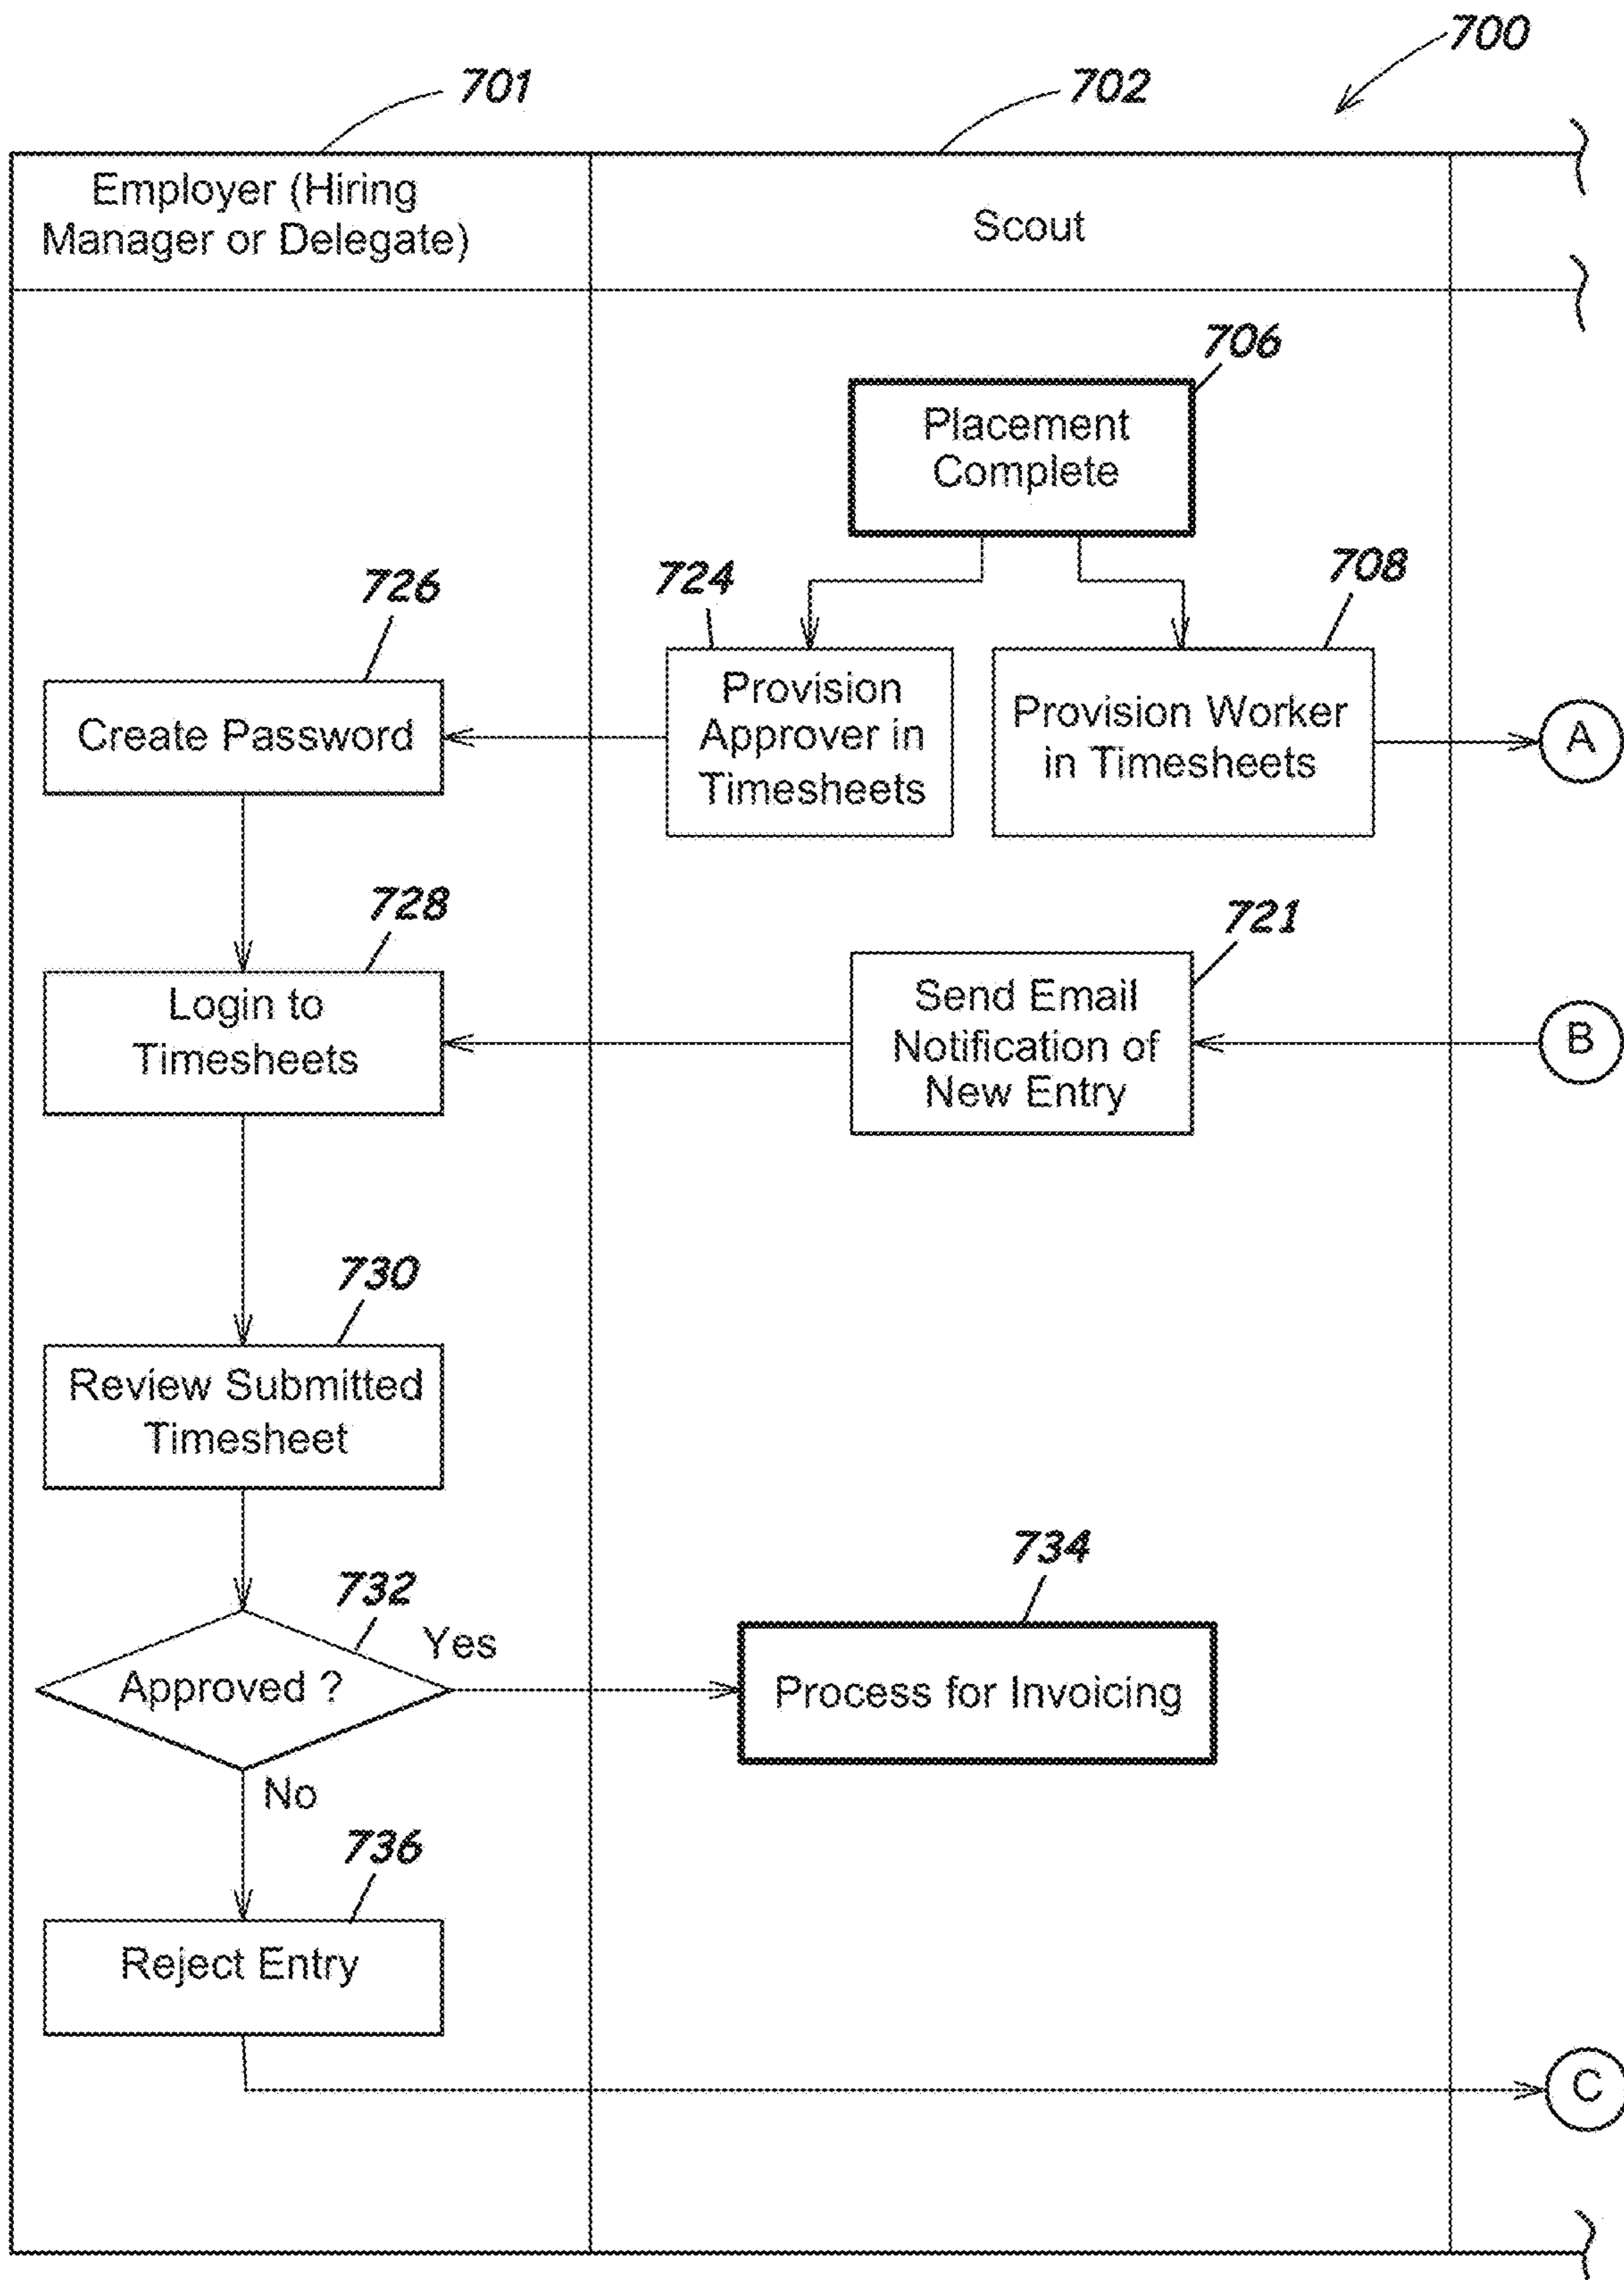 700
701
702
Employer (Hiring
Manager or Delegate)
Scout
706
Placement
Complete
726
724
708
Create Password
Provision
Approver in
Timesheets
Provision Worker
in Timesheets
A
728
721
Login to
Timesheets
Send Email
Notification of
New Entry
B
730
Review Submitted
Timesheet
732
734
Approved ?
Yes
Process for Invoicing
No
736
Reject Entry
C